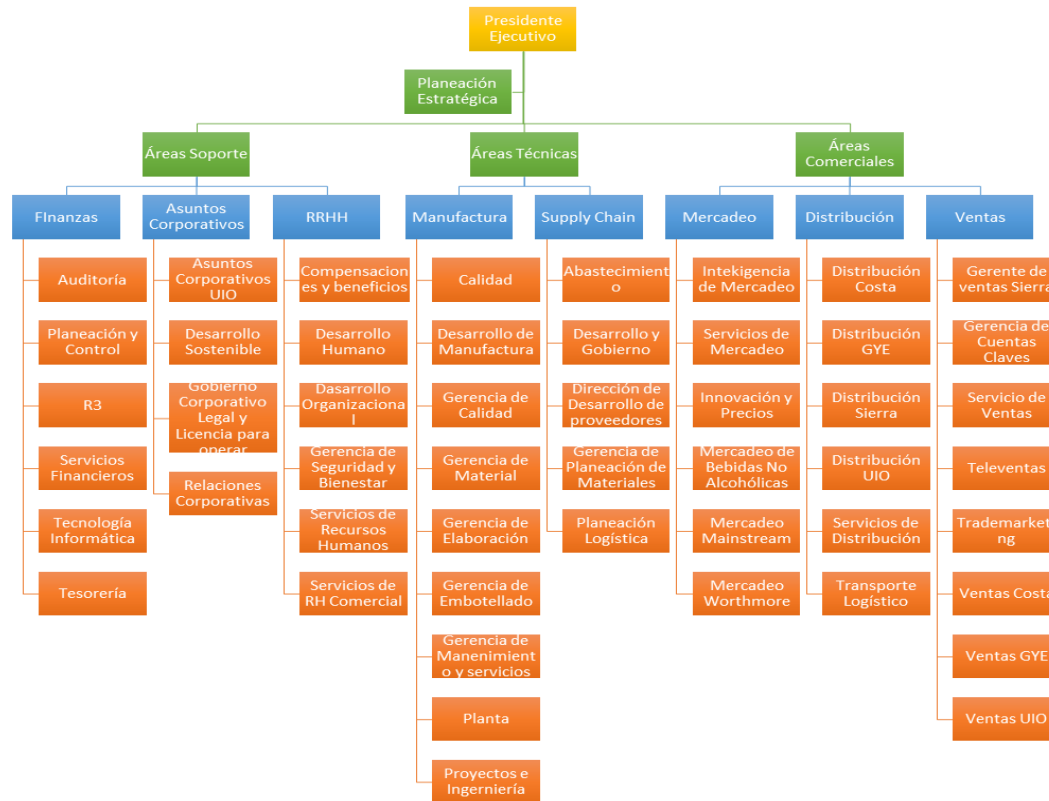 Presidente
Ejecutivo
Planeación
Estratégica
Áreas Soporte
Áreas Técnicas
Áreas
Comerciales
FInanzas
Asuntos
Corporativos
RRHH
Manufactura
Supply Chain
Mercadeo
Distribución
Ventas
Auditoría
Planeación y
Control
R3
Servicios
Financieros
Tecnología
Informática
Tesorería
Asuntos
Corporativos
UIO
Desarrollo
Sostenible
Gobierno
Corporativo
Legal y
Licencia para
operar
Relaciones
Corporativas
Compensacion
es y beneficios
Desarrollo
Humano
Dasarrollo
Organizaciona
l
Gerencia de
Seguridad y
Bienestar
Servicios de
Recursos
Humanos
Servicios de
RH Comercial
Calidad
Desarrollo de
Manufactura
Gerencia de
Calidad
Gerencia de
Material
Gerencia de
Elaboración
Gerencia de
Embotellado
Gerencia de
Manenimient
o y servicios
Planta
Proyectos e
Ingerniería
Abastecimient
o
Desarrollo y
Gobierno
Dirección de
Desarrollo de
proveedores
Gerencia de
Planeación de
Materiales
Planeación
Logística
Intekigencia
de Mercadeo
Servicios de
Mercadeo
Innovación y
Precios
Mercadeo de
Bebidas No
Alcohólicas
Mercadeo
Mainstream
Mercadeo
Worthmore
Distribución
Costa
Distribución
GYE
Distribución
Sierra
Distribución
UIO
Servicios de
Distribución
Transporte
Logístico
Gerente de
ventas Sierra
Gerencia de
Cuentas
Claves
Servicio de
Ventas
Televentas
Trademarketi
ng
Ventas Costa
Ventas GYE
Ventas UIO